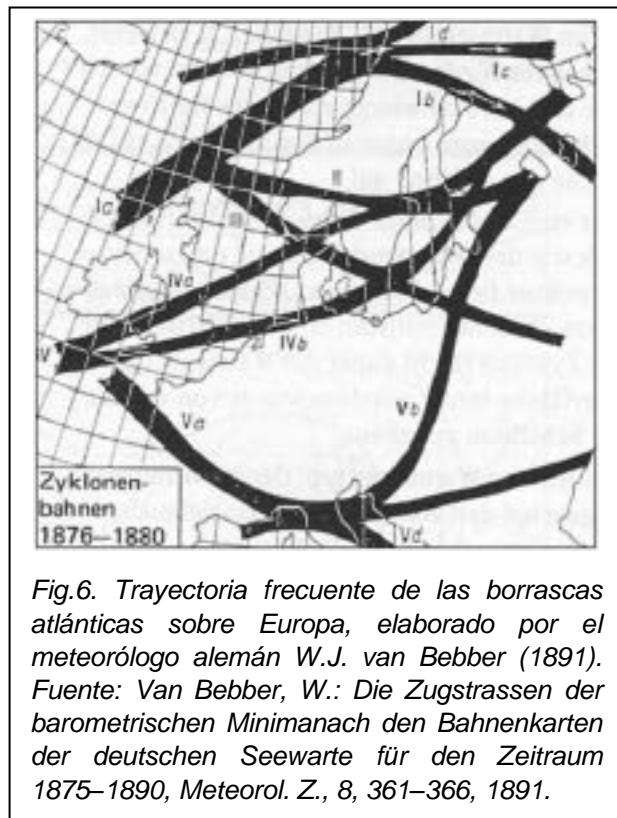 Id
Ic
Ib
II
Ia
III
IVa
IVb
IV
Va
Vb
Zyklonen-
bahnen
1876–1880
Vd
Fig.6. Trayectoria frecuente de las borrascas
atlánticas sobre Europa, elaborado por el
meteorólogo alemán W.J. van Bebber (1891).
Fuente: Van Bebber, W.: Die Zugstrassen der
barometrischen Minimanach den Bahnenkarten
der deutschen Seewarte für den Zeitraum
1875–1890, Meteorol. Z., 8, 361–366, 1891.